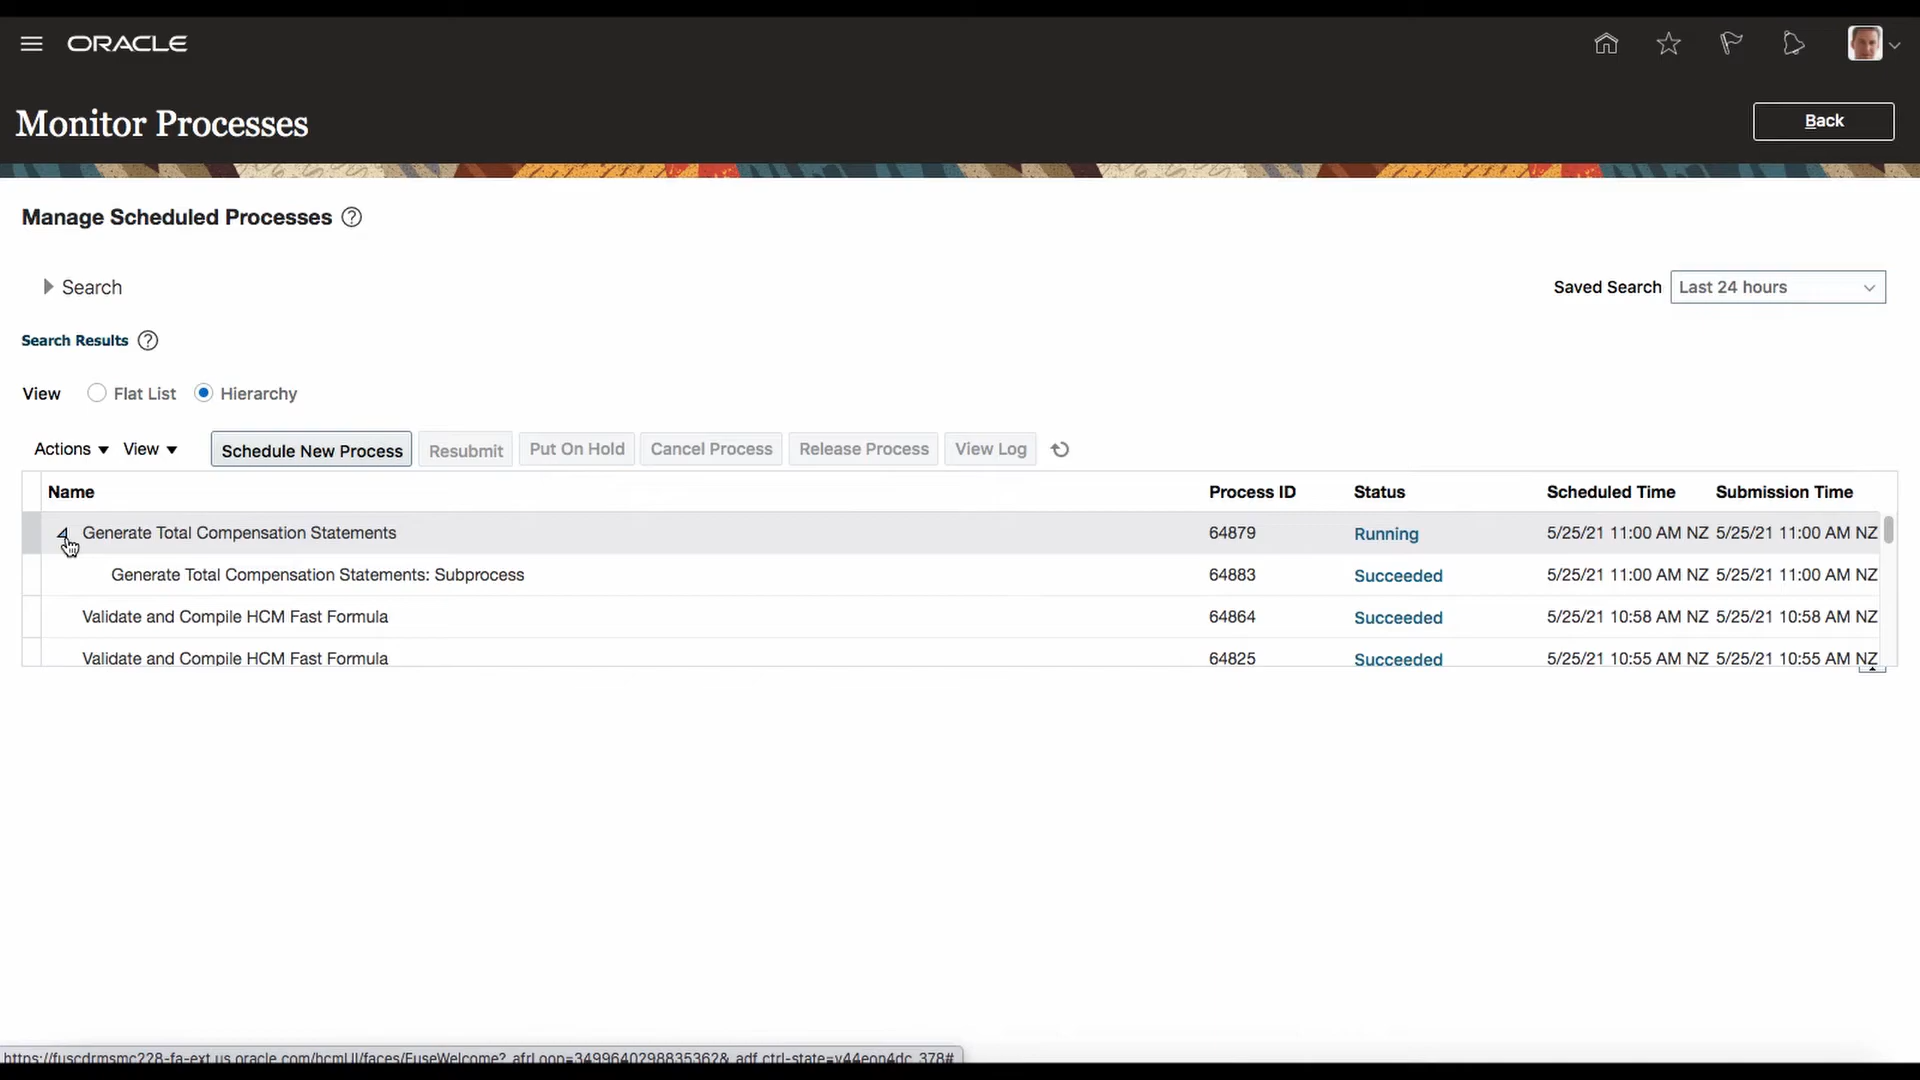 ORACLE
Monitor Processes
Back
Manage Scheduled Processes
Search
Saved Search Last 24 hours
Search Results
View Flat List Hierarchy
Actions View Schedule New Process Resubmit Put On Hold Cancel Process Release Process View Log
Name Process ID Status Scheduled Time Submission Time
Generate Total Compensation Statements 64879 Running 5/25/21 11:00 AM NZ 5/25/21 11:00 AM NZ
Generate Total Compensation Statements: Subprocess 64883 Succeeded 5/25/21 11:00 AM NZ 5/25/21 11:00 AM NZ
Validate and Compile HCM Fast Formula 64864 Succeeded 5/25/21 10:58 AM NZ 5/25/21 10:58 AM NZ
Validate and Compile HCM Fast Formula 64825 Succeeded 5/25/21 10:55 AM NZ 5/25/21 10:55 AM NZ